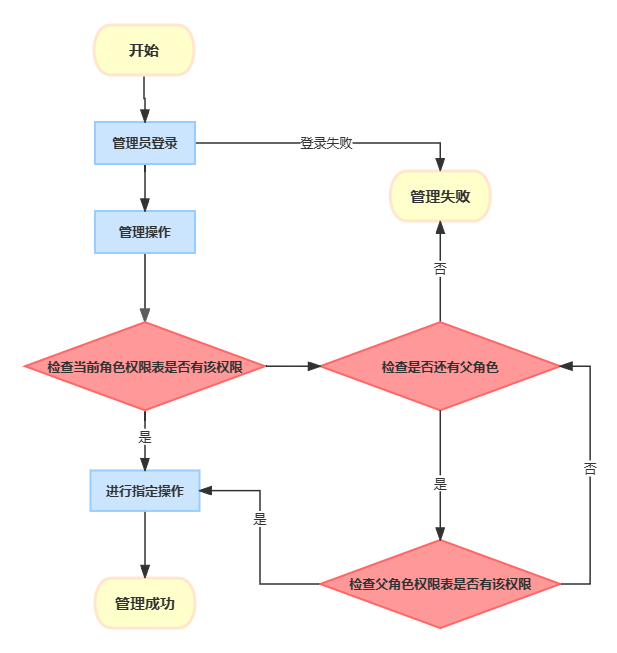 开始
管理员登录
登录失败
管理失败
管理操作
否
检查当前角色权限表是否有该权限
检查是否还有父角色
是
否
是
进行指定操作
是
检查父角色权限表是否有该权限
管理成功